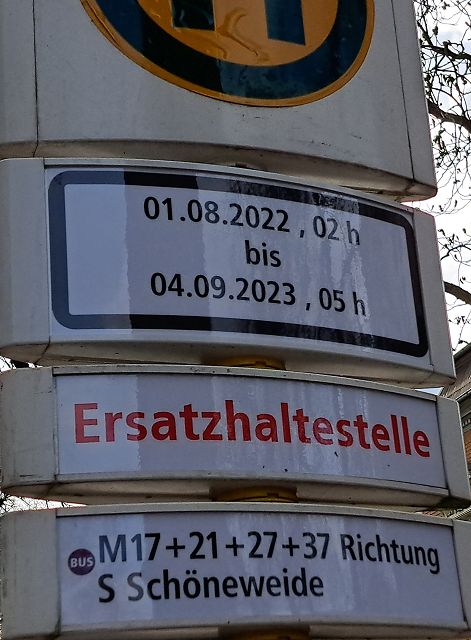 H
01.08.2022 , 02 h
bis
04.09.2023 , 05 h
Ersatzhaltestelle
BUS M17+21+27+37 Richtung
S Schöneweide